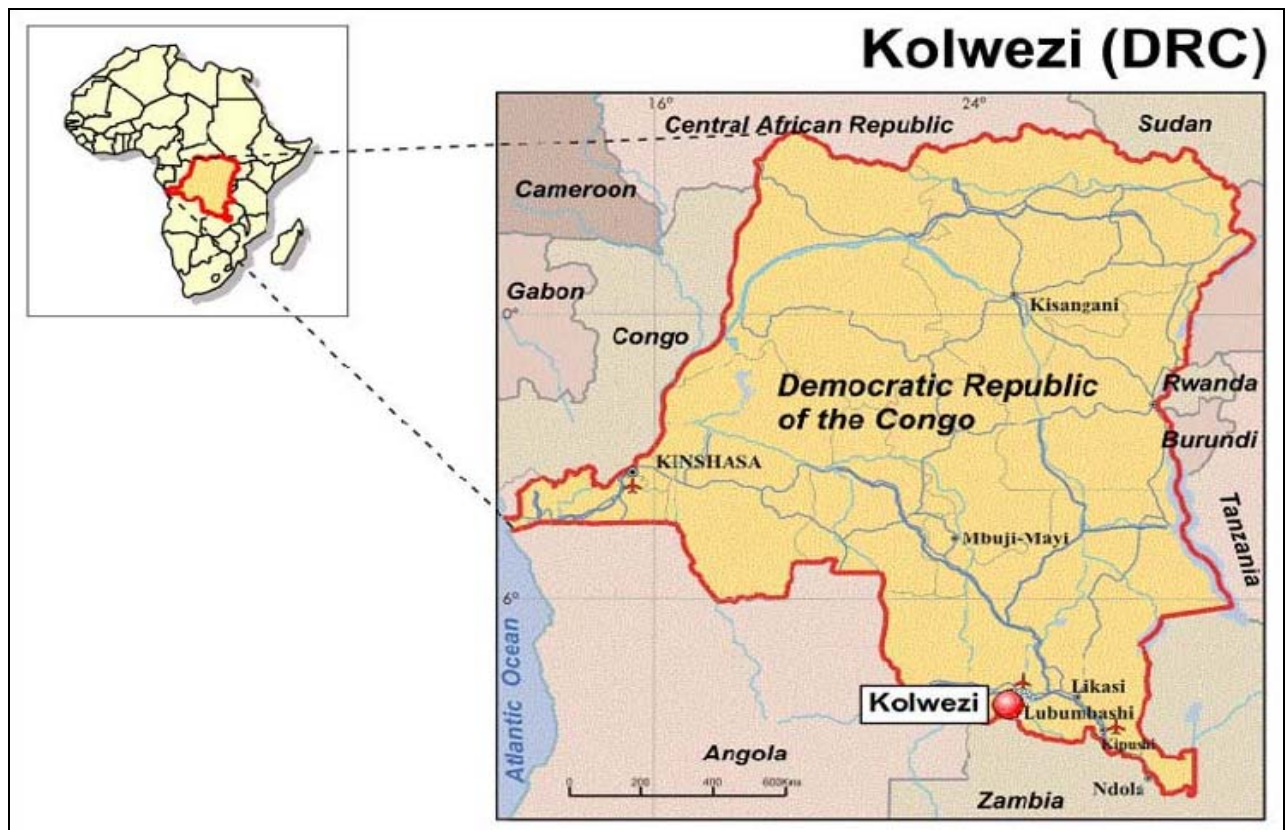 Kolwezi (DRC)
16°
24°
Central African Republic
Sudan
Cameroon
Gabon
Congo
0°
Kisangani
Democratic Republic
of the Congo
Rwanda
Burundi
KINSHASA
Tanzania
Mbuji-Mayi
6°
Atlantic Ocean
Kolwezi
Likasi
Lubumbashi
Kipushi
Angola
Ndola
0 200 400 600Kms
Zambia